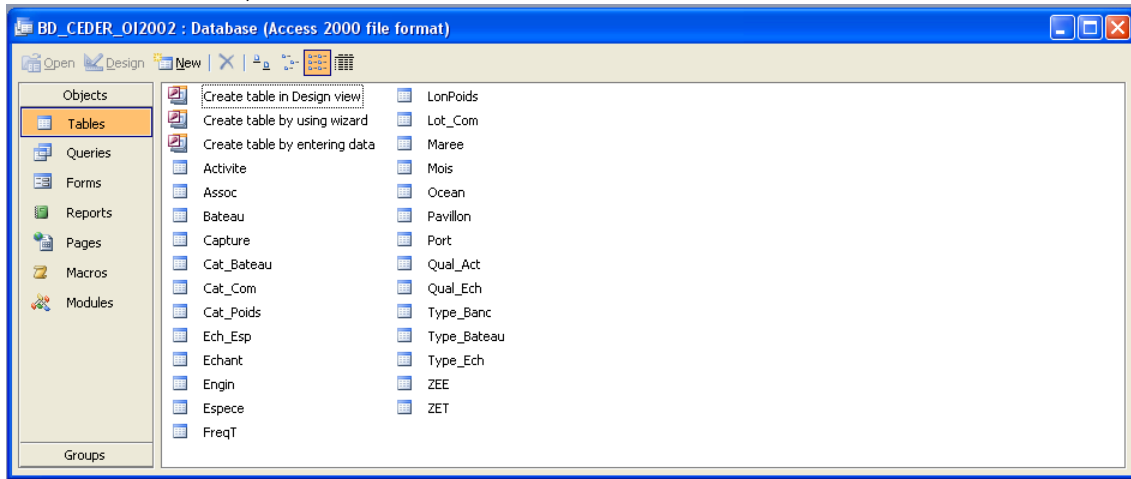 BD_CEDER_OI2002 : Database (Access 2000 file format)
Open Design New
Objects
Tables
Queries
Forms
Reports
Pages
Macros
Modules
Groups
Create table in Design view
Create table by using wizard
Create table by entering data
Activite
Assoc
Bateau
Capture
Cat_Bateau
Cat_Com
Cat_Poids
Ech_Esp
Echant
Engin
Espece
FreqT
LonPoids
Lot_Com
Maree
Mois
Ocean
Pavillon
Port
Qual_Act
Qual_Ech
Type_Banc
Type_Bateau
Type_Ech
ZEE
ZET